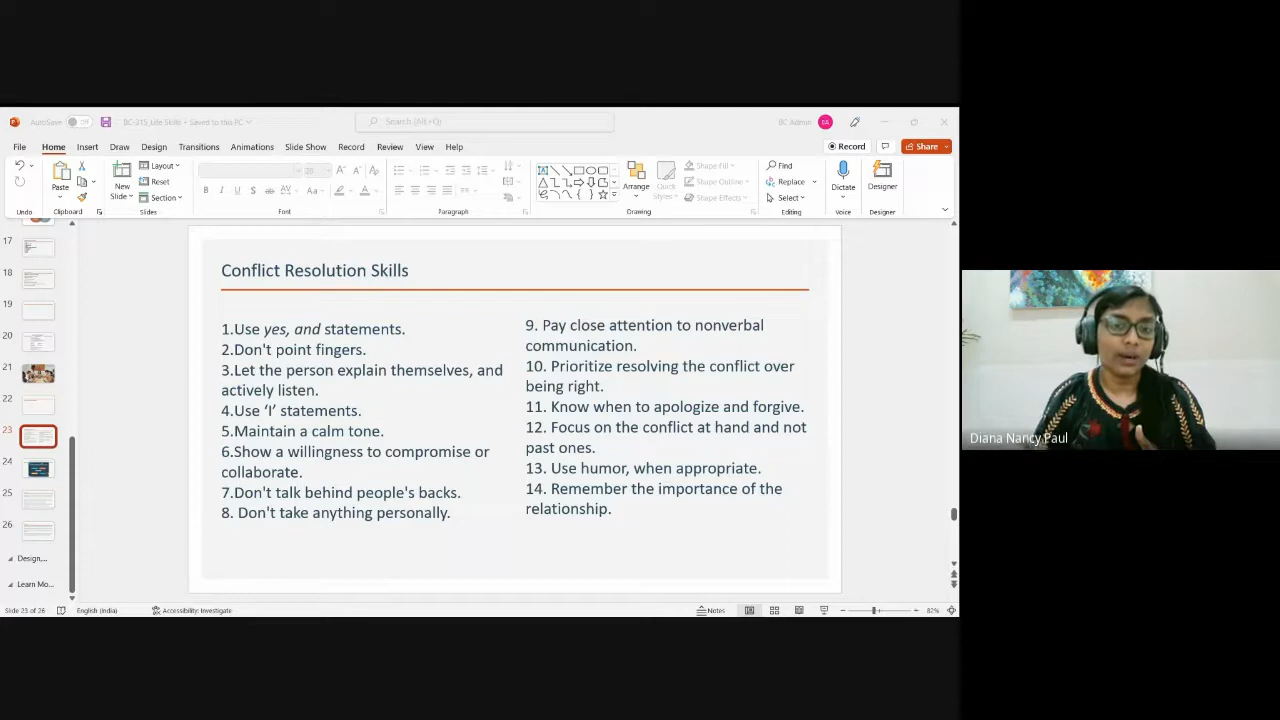 AutoSave Off BC-315_Life Skills • Saved to this PC
Search (Alt+Q)
BC Admin BA
File Home Insert Draw Design Transitions Animations Slide Show Record Review View Help
Record Share
Paste
New Slide
Layout
Reset
Section
Arrange
Quick Styles
Shape Fill
Shape Outline
Shape Effects
Find
Replace
Select
Dictate
Designer
Undo Clipboard Slides Font Paragraph Drawing Editing Voice Designer
17
18
19
20
21
22
23
24
25
26
Design,...
Learn Mo...
Conflict Resolution Skills
1.Use yes, and statements.
2.Don't point fingers.
3.Let the person explain themselves, and
actively listen.
4.Use ‘I’ statements.
5.Maintain a calm tone.
6.Show a willingness to compromise or
collaborate.
7.Don't talk behind people's backs.
8. Don't take anything personally.
9. Pay close attention to nonverbal
communication.
10. Prioritize resolving the conflict over
being right.
11. Know when to apologize and forgive.
12. Focus on the conflict at hand and not
past ones.
13. Use humor, when appropriate.
14. Remember the importance of the
relationship.
Diana Nancy Paul
Slide 23 of 26 English (India) Accessibility: Investigate Notes 82%